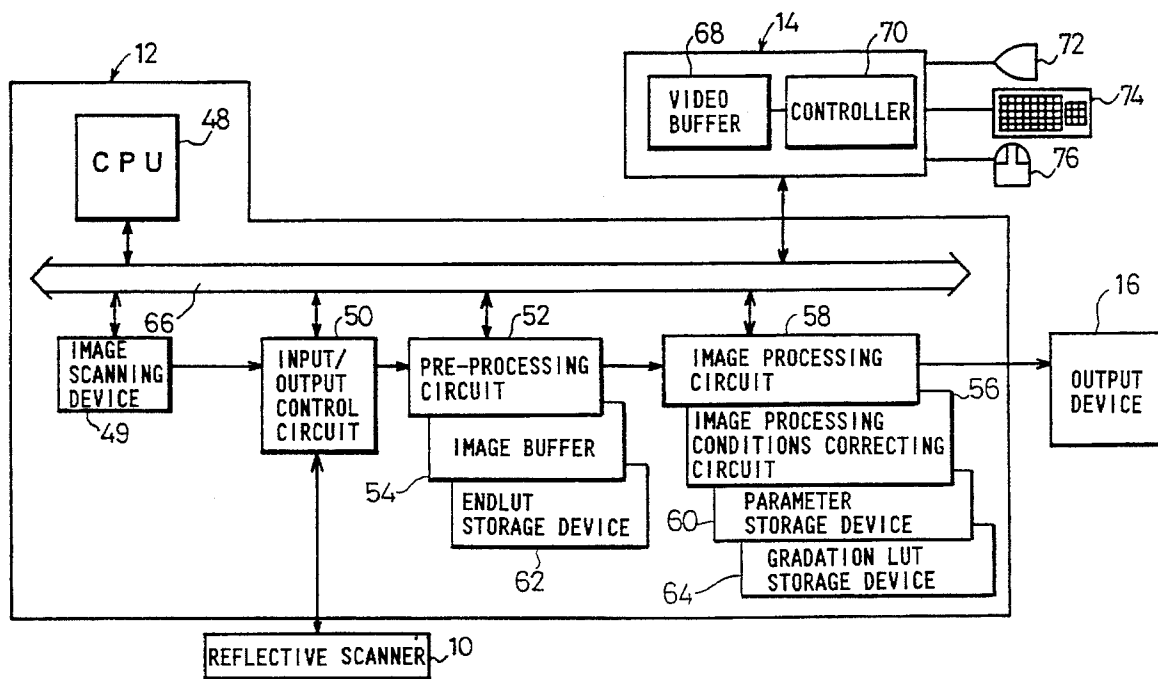 12
14
68
70
72
VIDEO
BUFFER
CONTROLLER
74
76
48
CPU
66
50
52
58
16
IMAGE
SCANNING
DEVICE
49
INPUT/
OUTPUT
CONTROL
CIRCUIT
PRE-PROCESSING
CIRCUIT
IMAGE BUFFER
54
ENDLUT
STORAGE DEVICE
62
IMAGE PROCESSING
CIRCUIT
56
IMAGE PROCESSING
CONDITIONS CORRECTING
CIRCUIT
60
PARAMETER
STORAGE DEVICE
64
GRADATION LUT
STORAGE DEVICE
OUTPUT
DEVICE
REFLECTIVE SCANNER
10